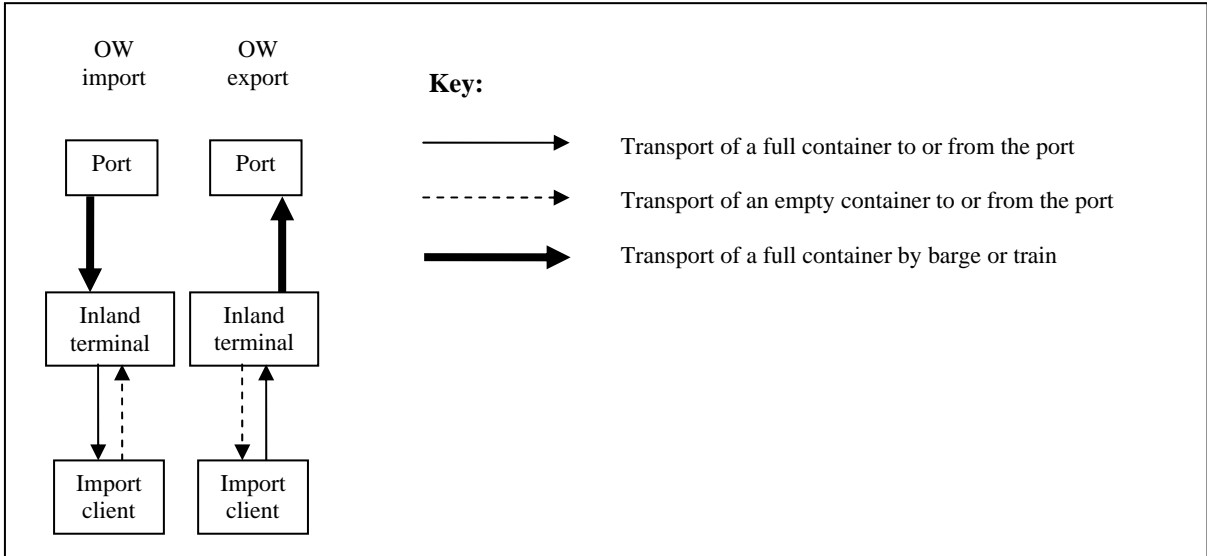 OW
import
OW
export
Key:
Port
Port
Transport of a full container to or from the port
Transport of an empty container to or from the port
Transport of a full container by barge or train
Inland
terminal
Inland
terminal
Import
client
Import
client